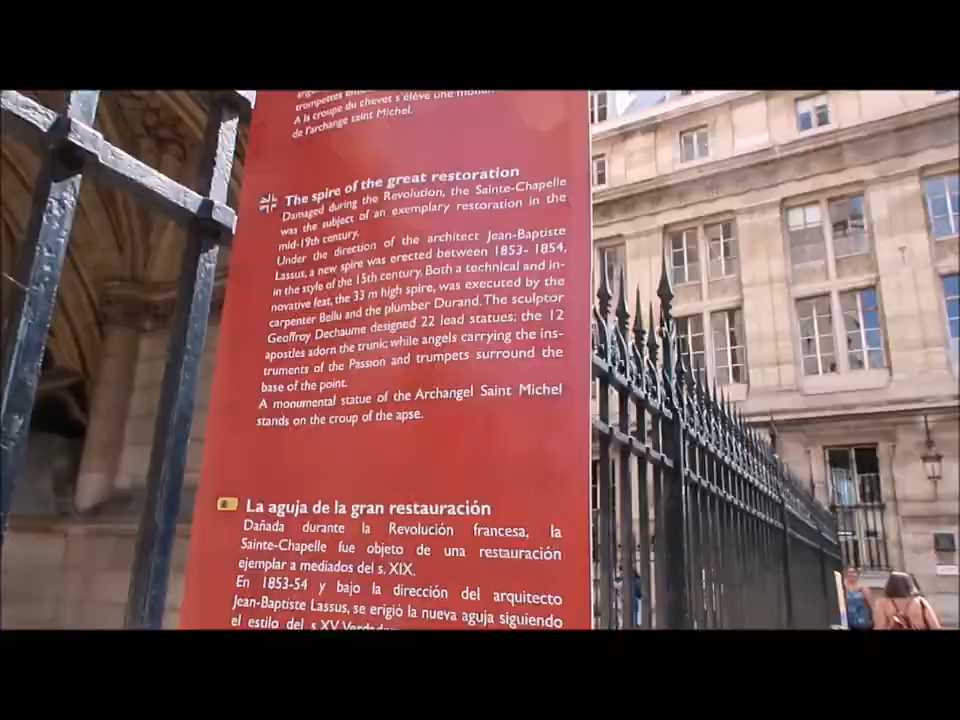 trompettes
A la croupe du chevet s'élève une
de l'archange saint Michel.
The spire of the great restoration
Damaged during the Revolution, the Sainte-Chapelle
was the subject of an exemplary restoration in the
mid-19th century.
Under the direction of the architect Jean-Baptiste
Lassus, a new spire was erected between 1853- 1854,
in the style of the 15th century. Both a technical and in-
novative feat, the 33 m high spire, was executed by the
carpenter Bellu and the plumber Durand. The sculptor
Geoffroy Dechaume designed 22 lead statues: the 12
apostles adorn the trunk; while angels carrying the ins-
truments of the Passion and trumpets surround the
base of the point.
A monumental statue of the Archangel Saint Michel
stands on the croup of the apse.
La aguja de la gran restauración
Dañada durante la Revolución francesa, la
Sainte-Chapelle fue objeto de una restauración
ejemplar a mediados del s. XIX.
En 1853-54 y bajo la dirección del arquitecto
Jean-Baptiste Lassus, se erigió la nueva aguja siguiendo
el estilo del s.XV.